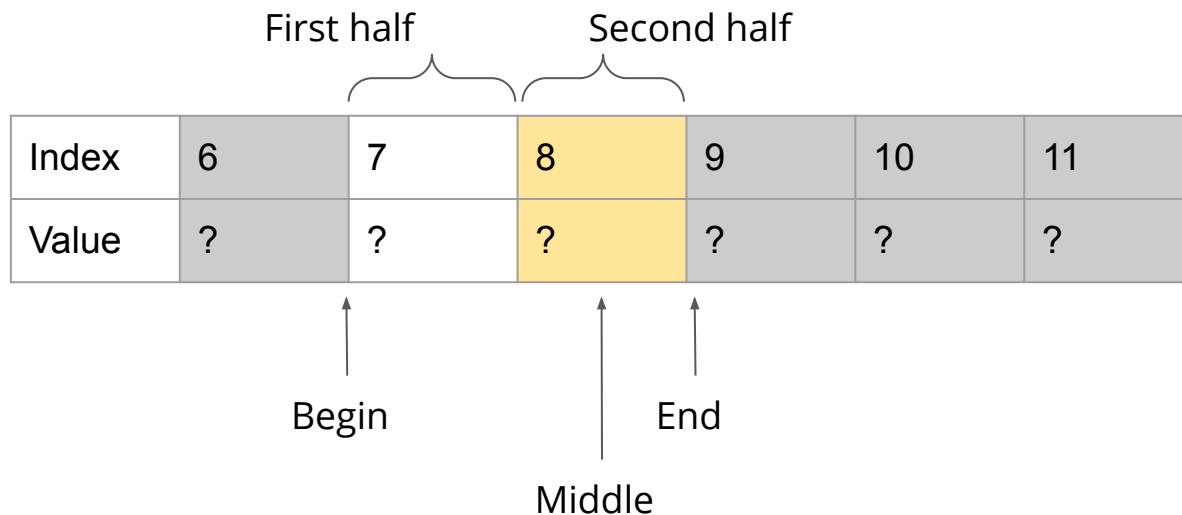 First half Second half
Index 6 7 8 9 10 11
Value ? ? ? ? ? ?
Begin End
Middle